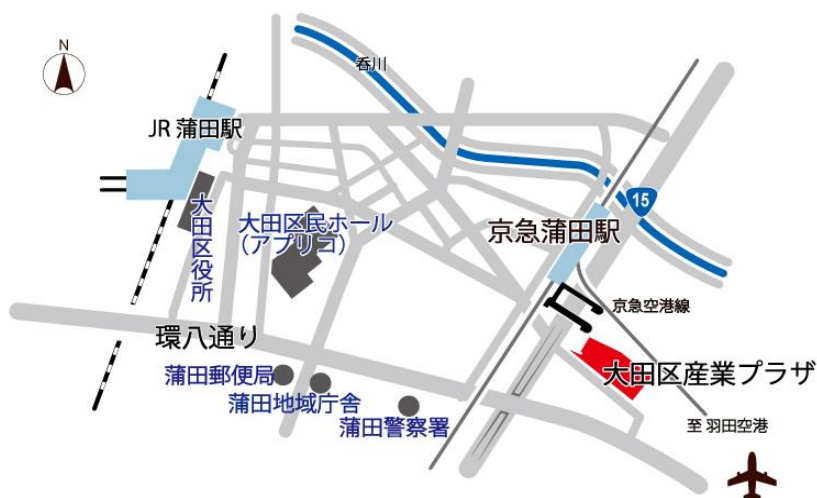 N
呑川
JR 蒲田駅
大田区役所
大田区民ホール
(アプリコ)
15
京急蒲田駅
京急空港線
環八通り
大田区産業プラザ
蒲田郵便局
蒲田地域庁舎
蒲田警察署
至 羽田空港